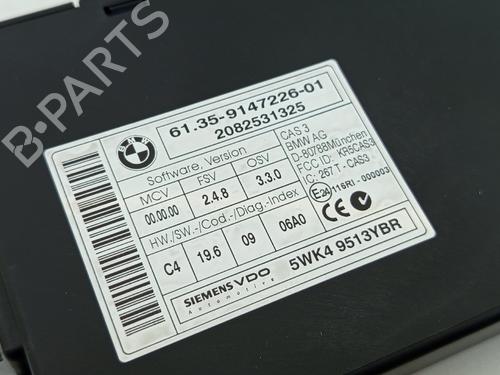 BMW
61.35-9147226-01
2082531325
Software. Version
MCV FSV OSV
00.00.00 2.4.8 3.3.0
HW./SW.-/Cod.-/Diag.-Index
C4 19.6 09 06A0
SIEMENS VDO
Automotive
5WK4 9513YBR
CAS 3
BMW AG
D-80788München
FCC ID: KR5CAS3
IC: 267 T - CAS3
E24 116RI-000003
B-PARTS